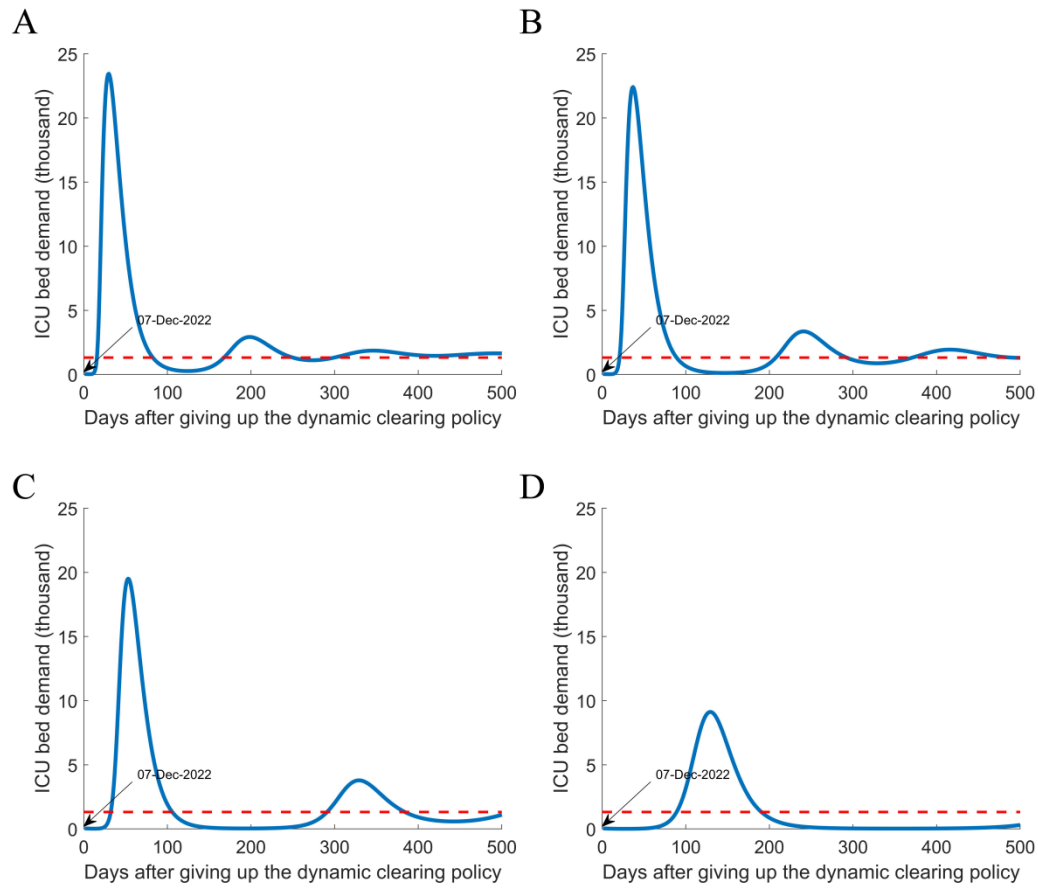 A
25
20
15
10
5
0
ICU bed demand (thousand)
07-Dec-2022
0 100 200 300 400 500
Days after giving up the dynamic clearing policy
B
25
20
15
10
5
0
ICU bed demand (thousand)
07-Dec-2022
0 100 200 300 400 500
Days after giving up the dynamic clearing policy
C
25
20
15
10
5
0
ICU bed demand (thousand)
07-Dec-2022
0 100 200 300 400 500
Days after giving up the dynamic clearing policy
D
25
20
15
10
5
0
ICU bed demand (thousand)
07-Dec-2022
0 100 200 300 400 500
Days after giving up the dynamic clearing policy